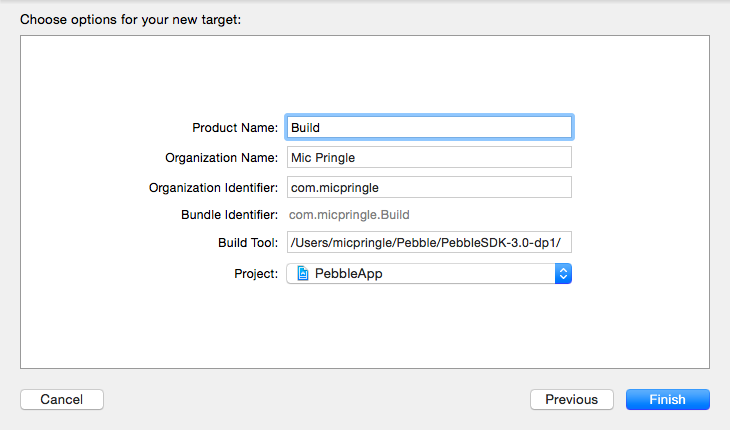 Choose options for your new target:
Product Name: Build
Organization Name: Mic Pringle
Organization Identifier: com.micpringle
Bundle Identifier: com.micpringle.Build
Build Tool: /Users/micpringle/Pebble/PebbleSDK-3.0-dp1/
Project: PebbleApp
Cancel Previous Finish